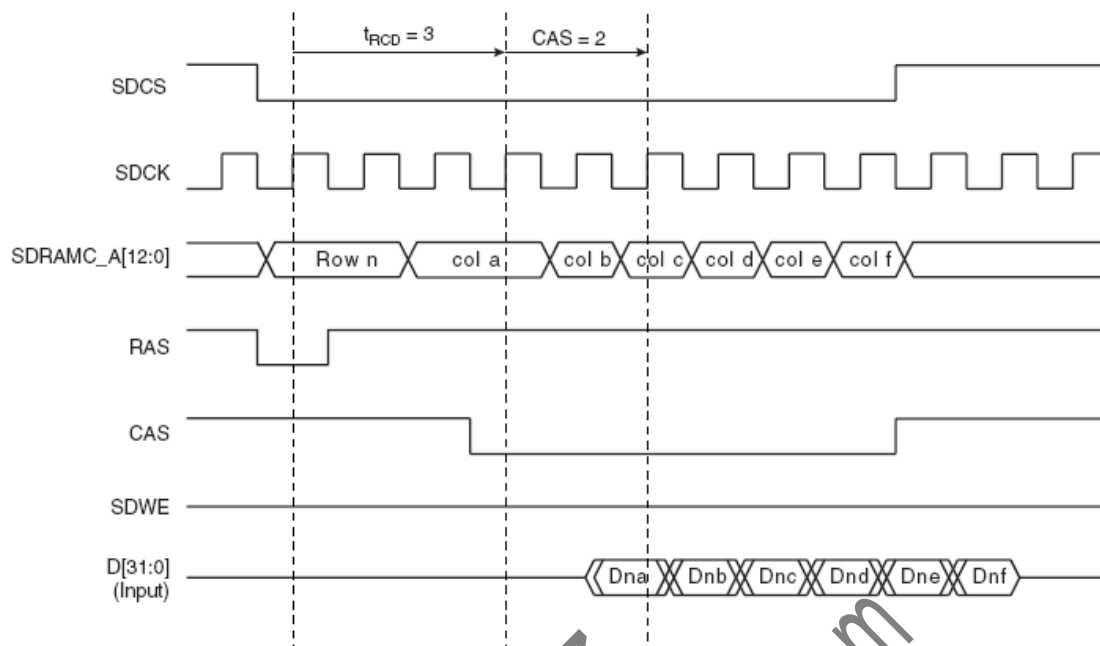 t_RCD = 3
CAS = 2
SDCS
SDCK
SDRAMC_A[12:0]
Row n
col a
col b
col c
col d
col e
col f
RAS
CAS
SDWE
D[31:0]
(Input)
Dna
Dnb
Dnc
Dnd
Dne
Dnf